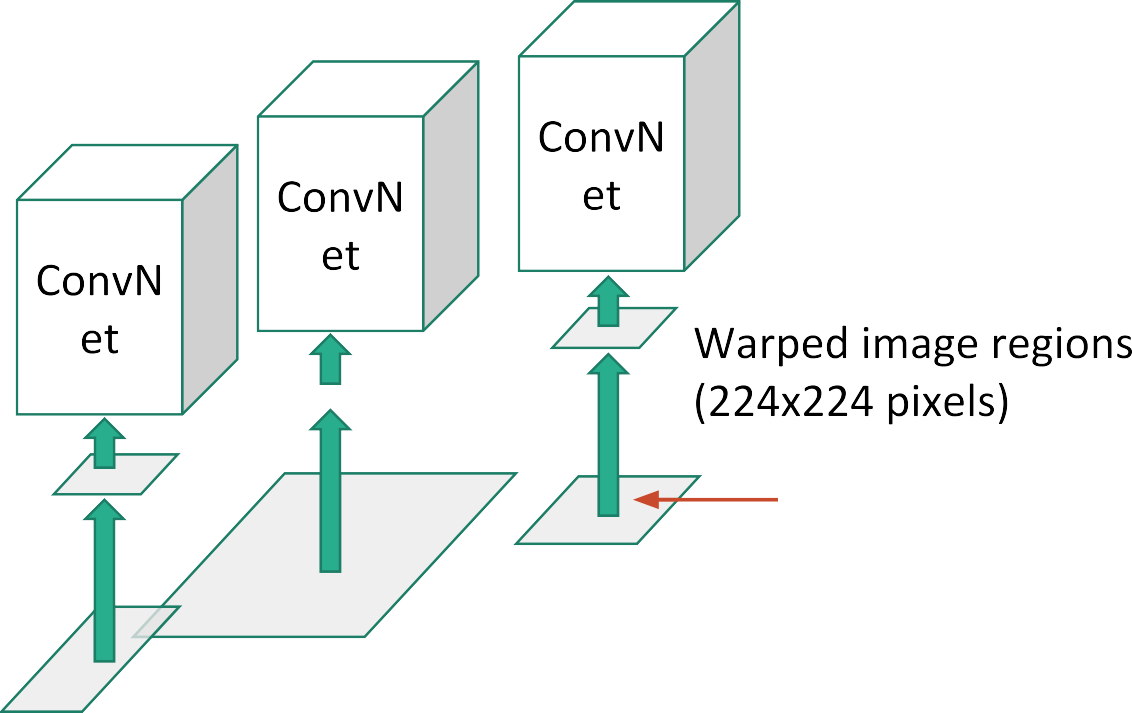 ConvN
et
ConvN
et
ConvN
et
Warped image regions
(224x224 pixels)